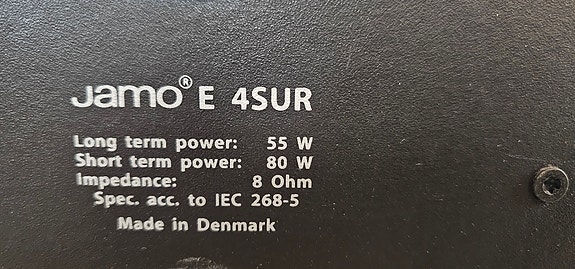 Jamo® E 4SUR
Long term power: 55 W
Short term power: 80 W
Impedance: 8 Ohm
Spec. acc. to IEC 268-5
Made in Denmark